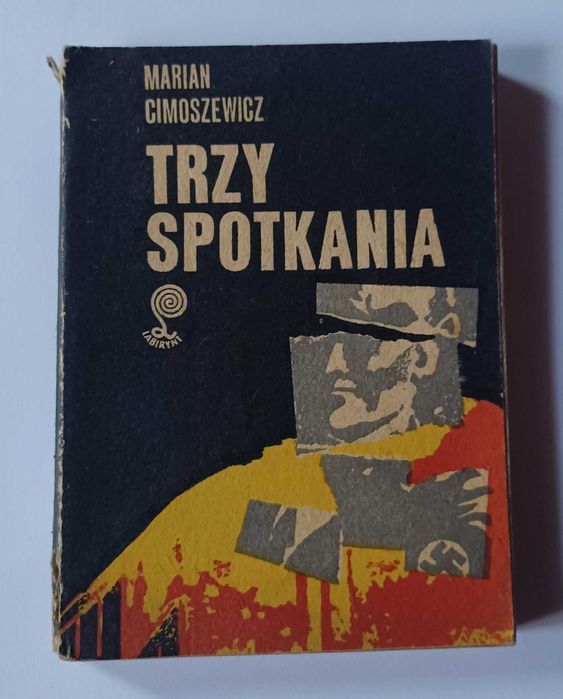 MARIAN
CIMOSZEWICZ
TRZY
SPOTKANIA
LABIRYNT